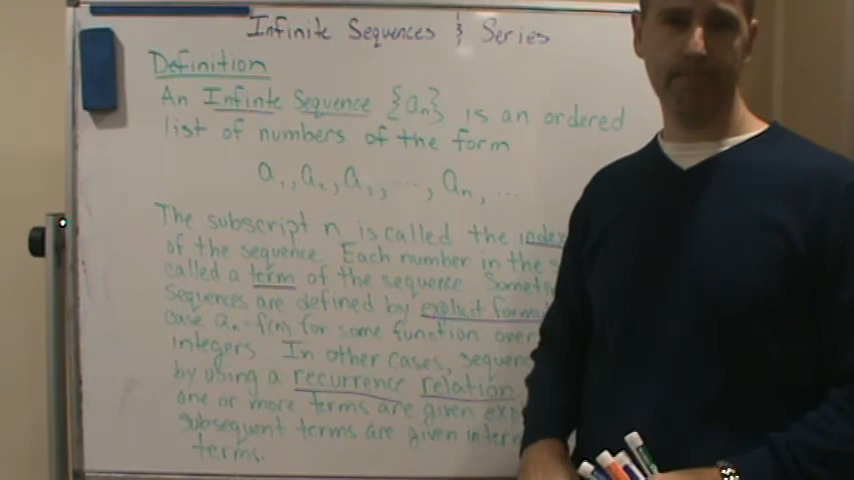 Infinite Sequences & Series
Definition
An Infinite Sequence {aₙ} is an ordered
list of numbers of the form
a₁, a₂, a₃, ..., aₙ, ...
The subscript n is called the index
of the sequence. Each number in the
called a term of the sequence. Someti
sequences are defined by explicit formu
case aₙ=f(n) for some function over
integers. In other cases, sequen
by using a recurrence relation
one or more terms are given exp
subsequent terms are given in term
terms.